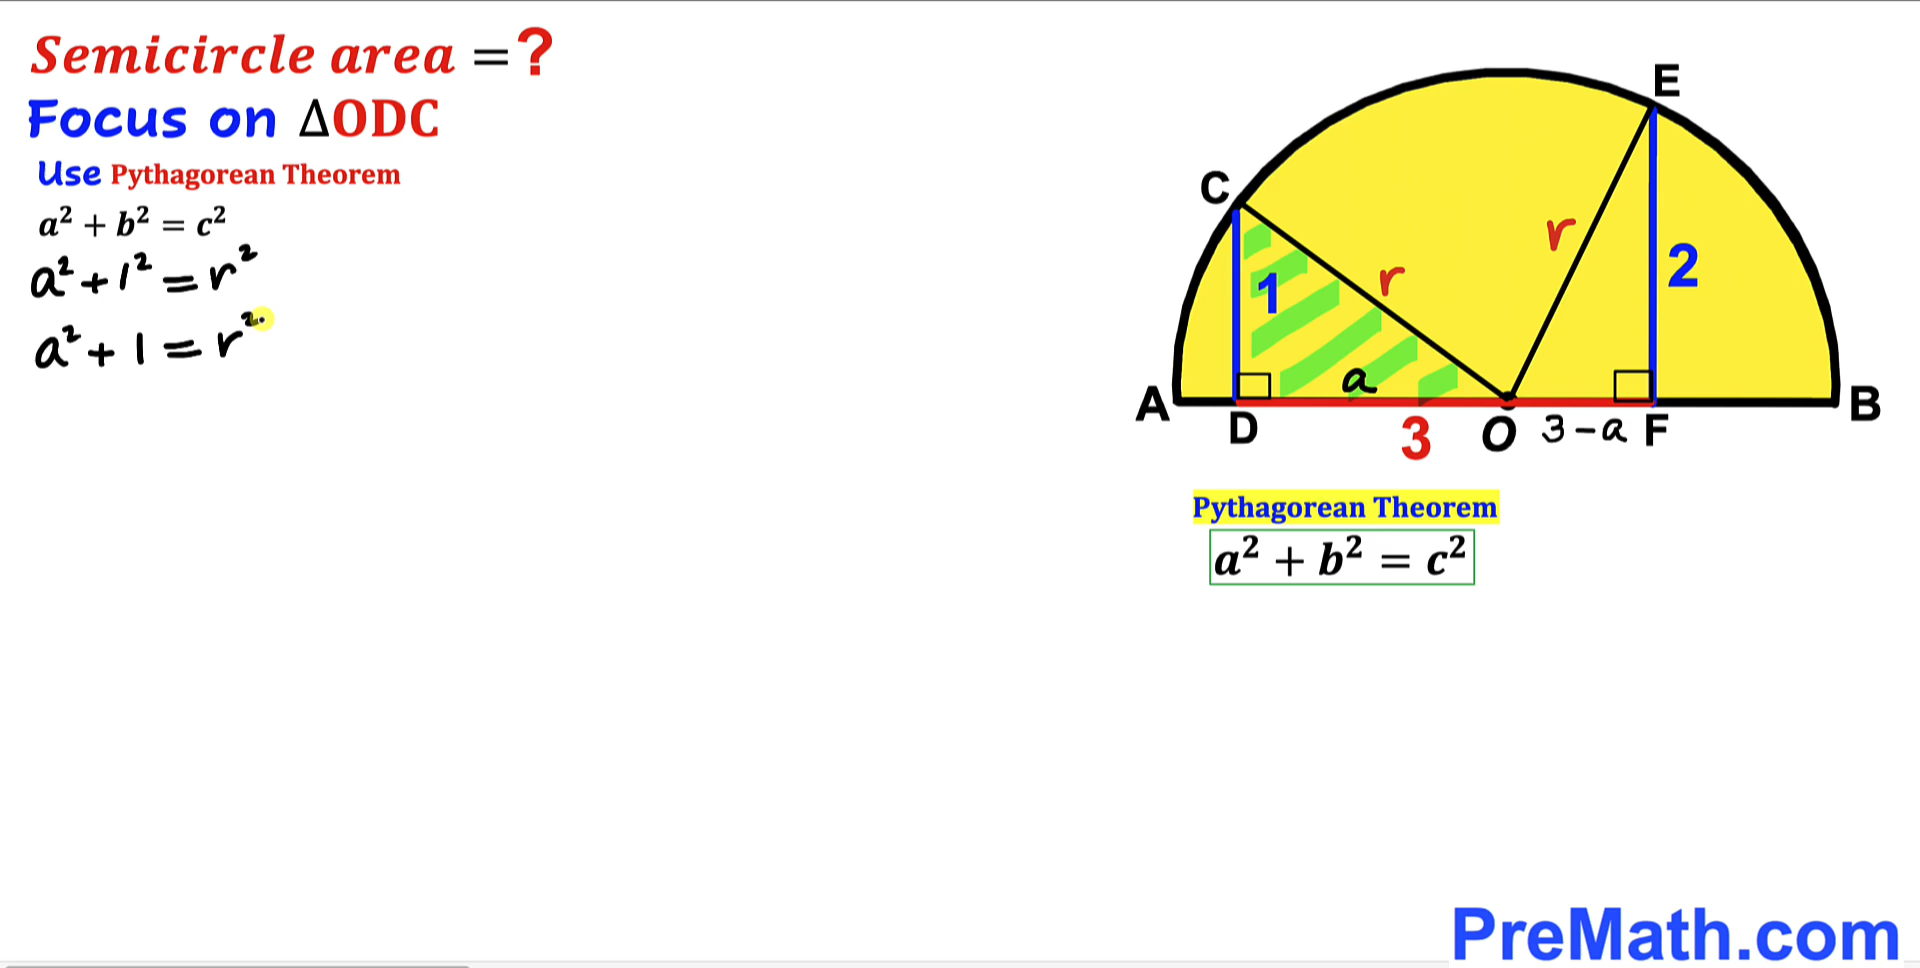 Semicircle area = ?
Focus on ΔODC
Use Pythagorean Theorem
a² + b² = c²
a² + 1² = r²
a² + 1 = r²
E
C
r
r
1
2
a
A
B
D
3
O
3 - a
F
Pythagorean Theorem
a² + b² = c²
PreMath.com